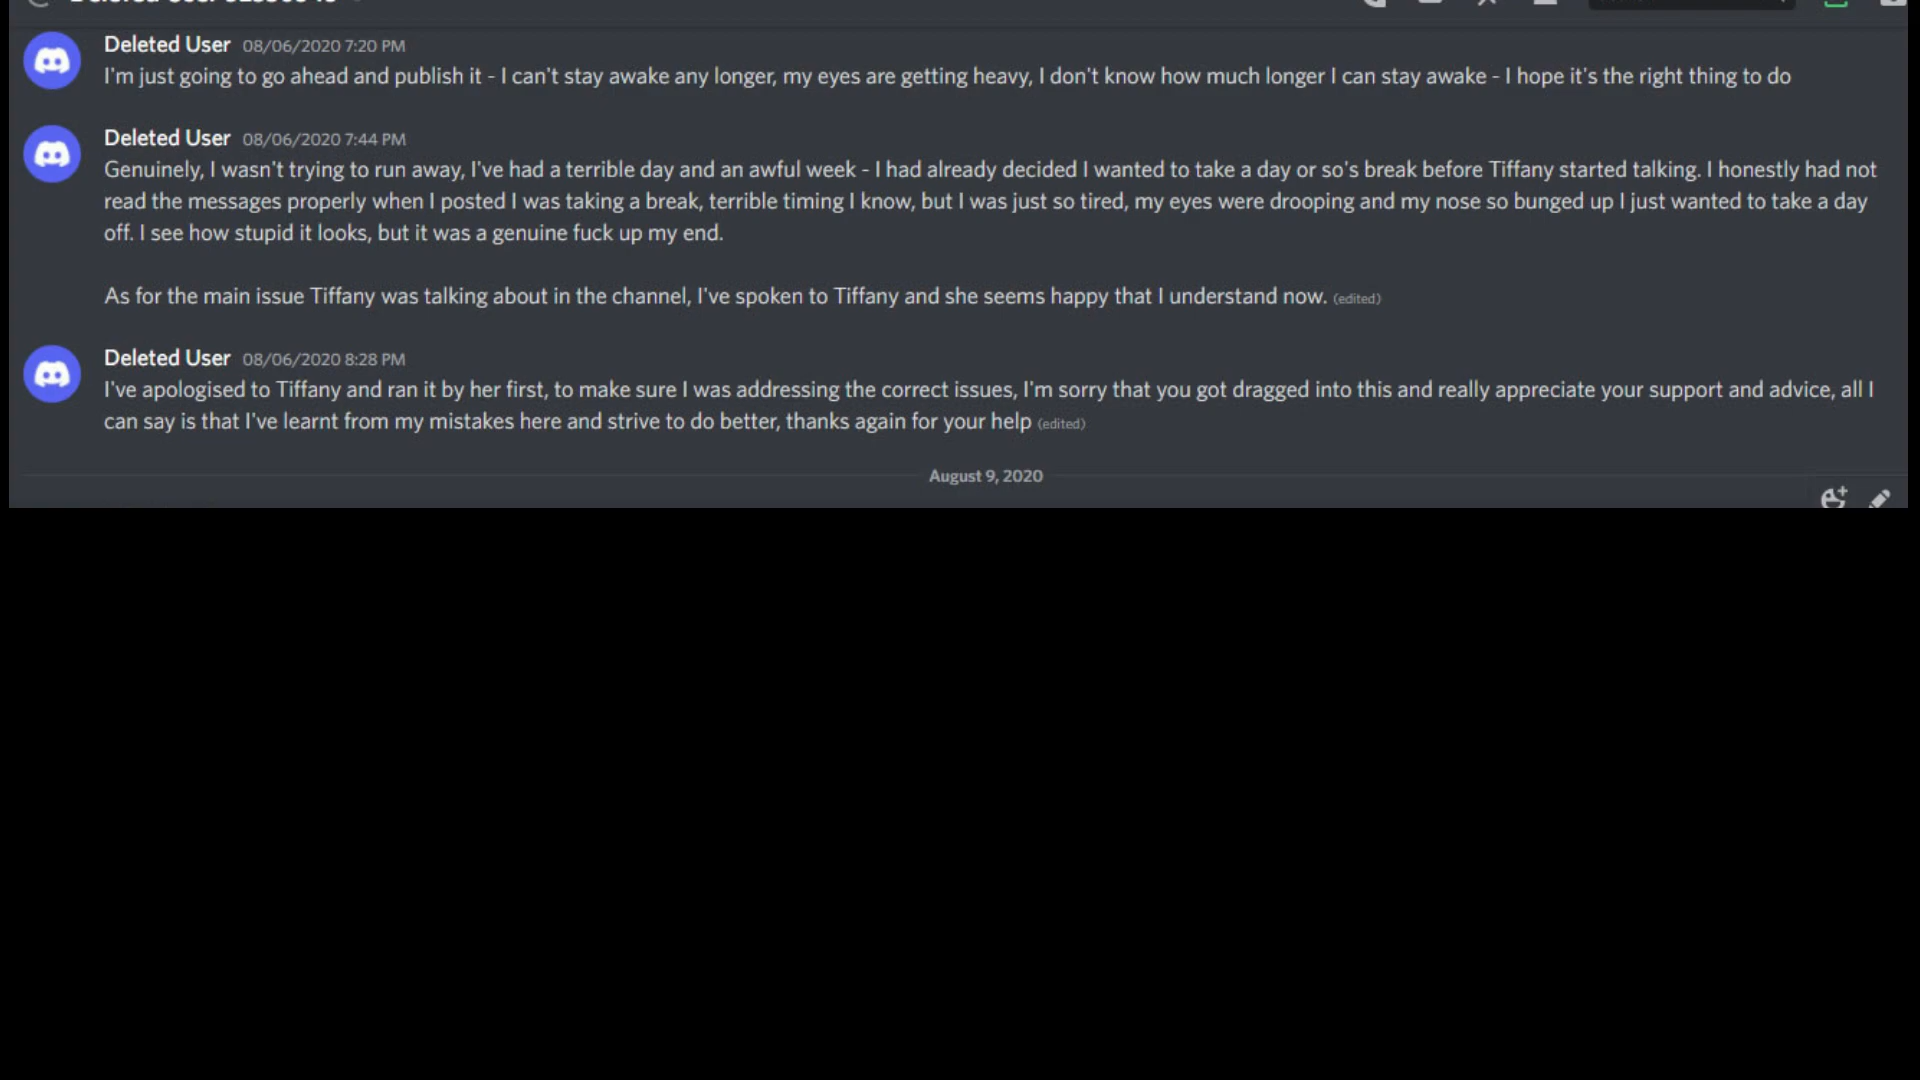 Deleted User 08/06/2020 7:20 PM
I'm just going to go ahead and publish it - I can't stay awake any longer, my eyes are getting heavy, I don't know how much longer I can stay awake - I hope it's the right thing to do
Deleted User 08/06/2020 7:44 PM
Genuinely, I wasn't trying to run away, I've had a terrible day and an awful week - I had already decided I wanted to take a day or so's break before Tiffany started talking. I honestly had not
read the messages properly when I posted I was taking a break, terrible timing I know, but I was just so tired, my eyes were drooping and my nose so bunged up I just wanted to take a day
off. I see how stupid it looks, but it was a genuine fuck up my end.
As for the main issue Tiffany was talking about in the channel, I've spoken to Tiffany and she seems happy that I understand now. (edited)
Deleted User 08/06/2020 8:28 PM
I've apologised to Tiffany and ran it by her first, to make sure I was addressing the correct issues, I'm sorry that you got dragged into this and really appreciate your support and advice, all I
can say is that I've learnt from my mistakes here and strive to do better, thanks again for your help (edited)
August 9, 2020